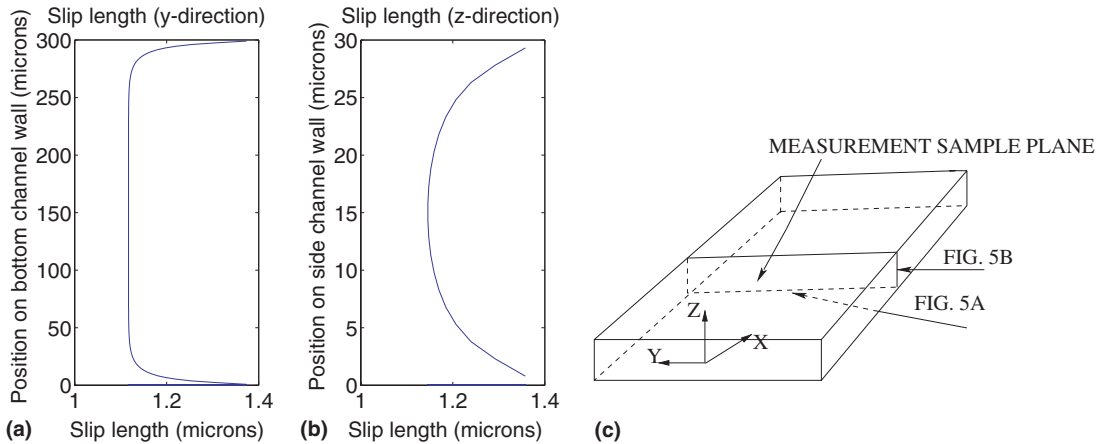 Slip length (y-direction)
Position on bottom channel wall (microns)
300
250
200
150
100
50
0
1
1.2
1.4
(a) Slip length (microns)
Slip length (z-direction)
Position on side channel wall (microns)
30
25
20
15
10
5
0
1
1.2
1.4
(b) Slip length (microns)
MEASUREMENT SAMPLE PLANE
FIG. 5B
FIG. 5A
Z
Y
X
(c)